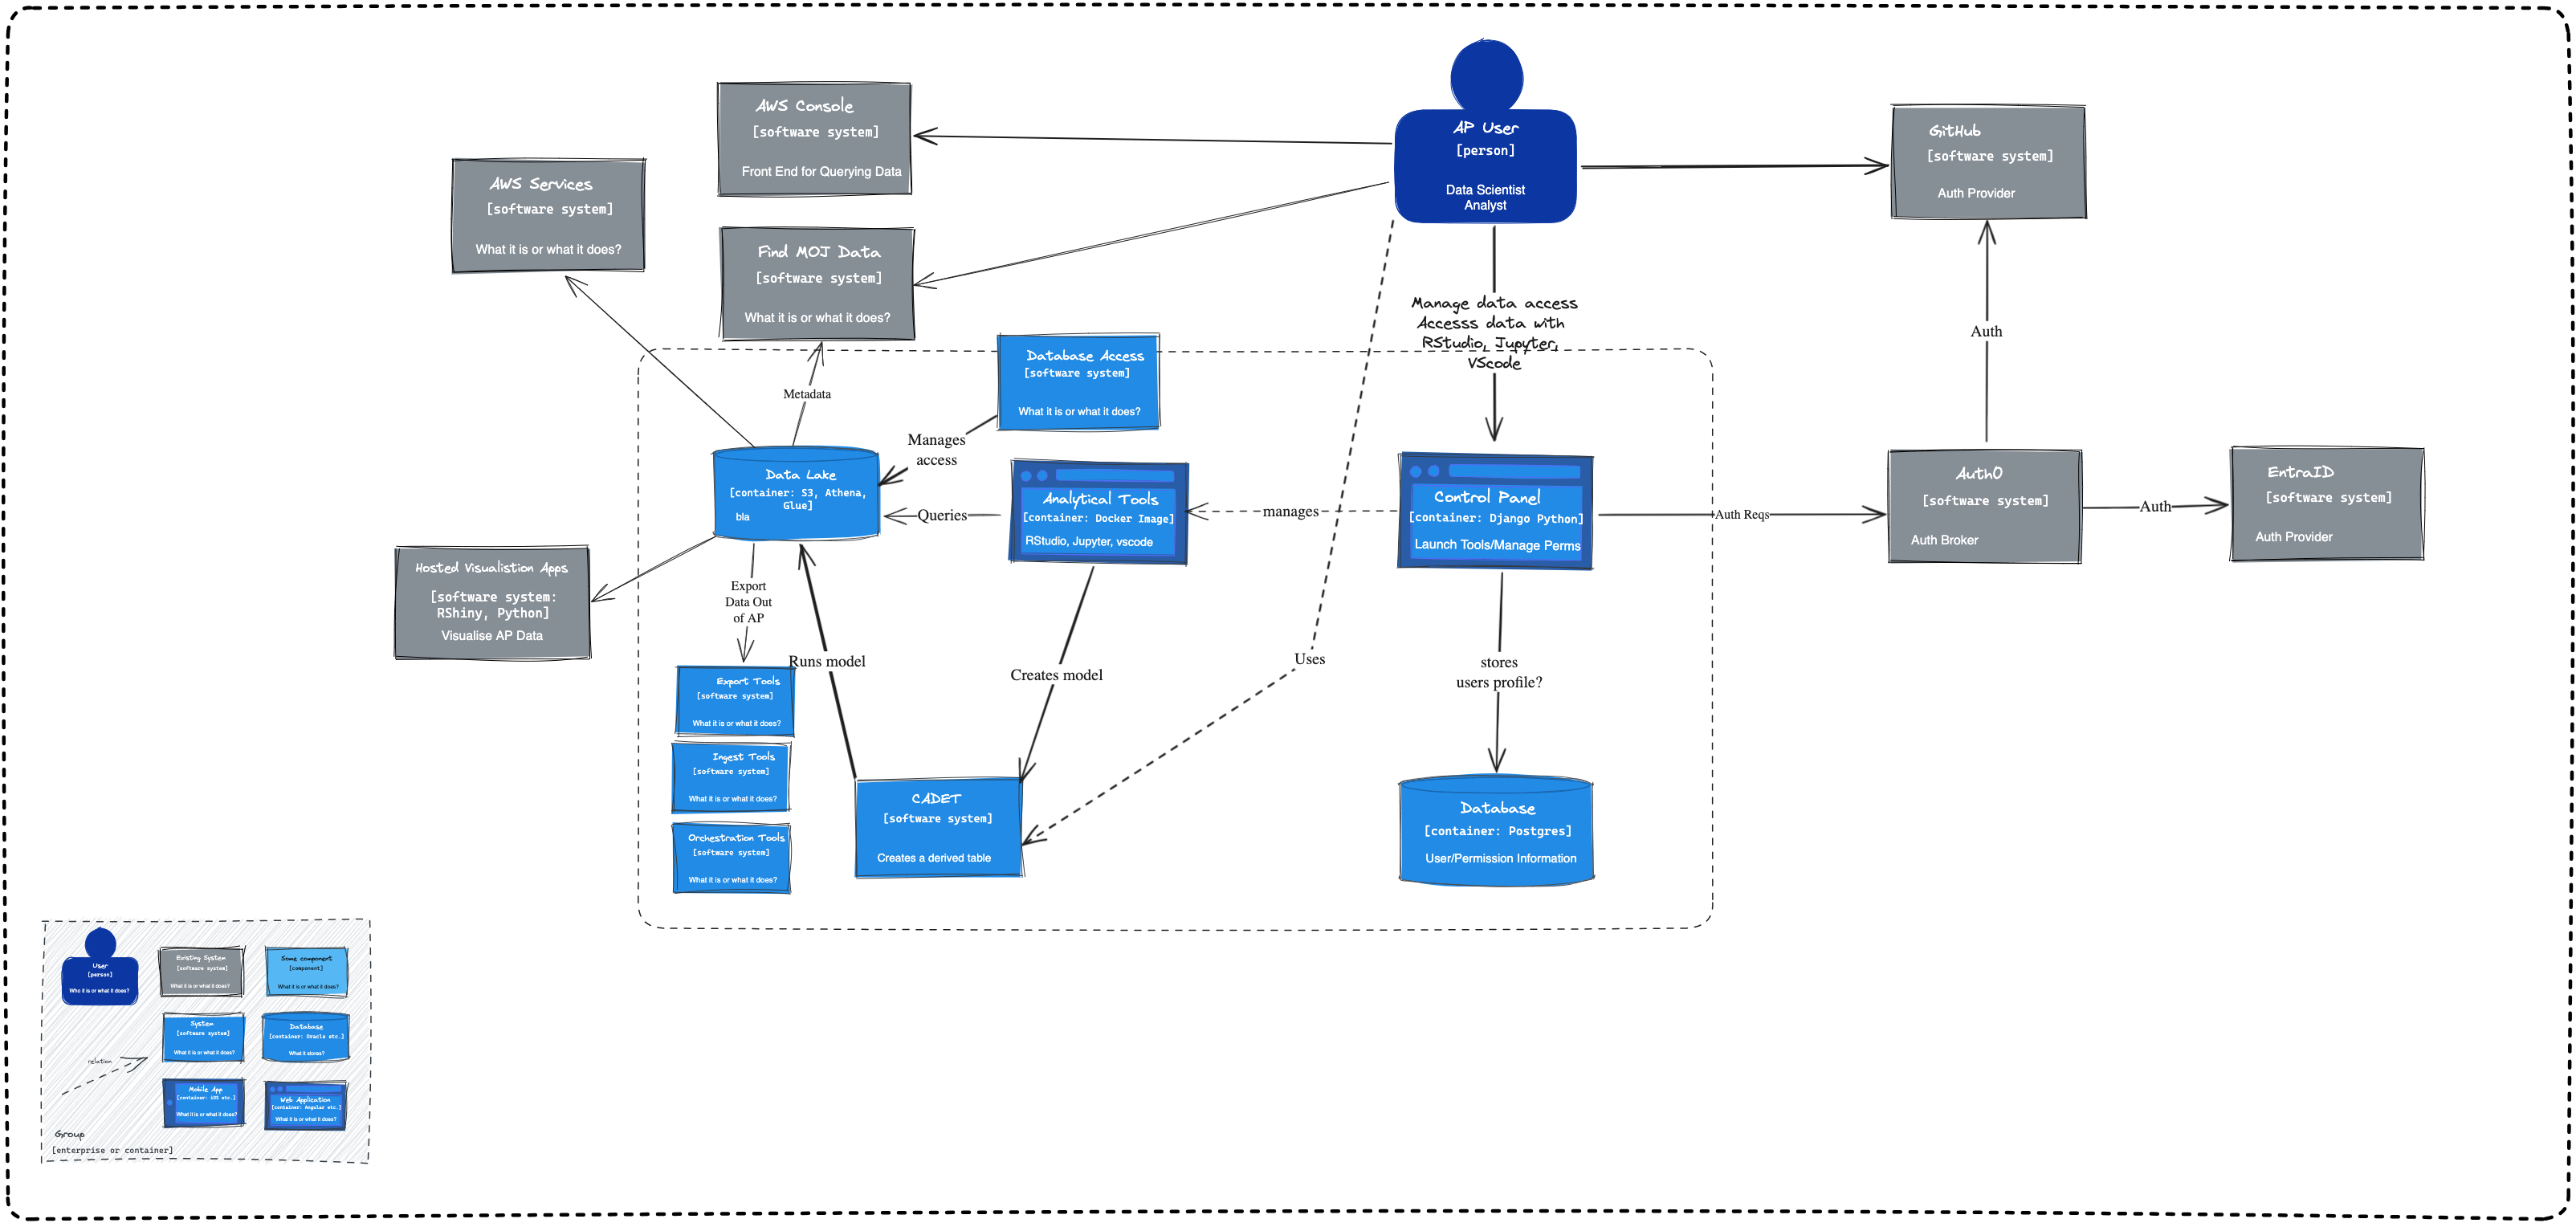 AP User
[person]
Data Scientist
Analyst
AWS Console
[software system]
Front End for Querying Data
GitHub
[software system]
Auth Provider
AWS Services
[software system]
What it is or what it does?
Find MOJ Data
[software system]
What it is or what it does?
Manage data access
Accesss data with
RStudio, Jupyter,
VScode
Auth
Database Access
[software system]
What it is or what it does?
Metadata
Manages
access
Data Lake
[container: S3, Athena,
Glue]
bla
Queries
Analytical Tools
[container: Docker Image]
RStudio, Jupyter, vscode
manages
Control Panel
[container: Django Python]
Launch Tools/Manage Perms
Auth Reqs
Auth0
[software system]
Auth Broker
Auth
EntraID
[software system]
Auth Provider
Hosted Visualistion Apps
[software system:
RShiny, Python]
Visualise AP Data
Export
Data Out
of AP
Runs model
Creates model
Uses
stores
users profile?
Export Tools
[software system]
What it is or what it does?
Ingest Tools
[software system]
What it is or what it does?
Orchestration Tools
[software system]
What it is or what it does?
CADET
[software system]
Creates a derived table
Database
[container: Postgres]
User/Permission Information
User
[person]
Who it is or what it does?
Existing System
[software system]
What it is or what it does?
Some component
[component]
What it is or what it does?
System
[software system]
What it is or what it does?
Database
[container: Oracle etc.]
What it stores?
relation
Mobile App
[container: iOS etc.]
What it is or what it does?
Web Application
[container: Angular etc.]
What it is or what it does?
Group
[enterprise or container]